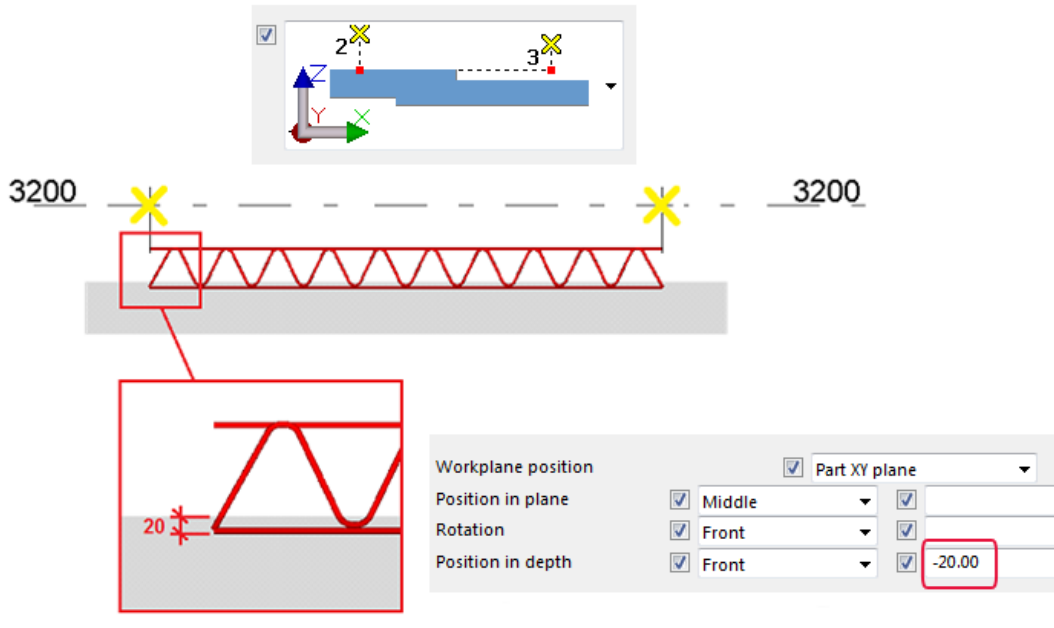 2
3
Z
Y
X
3200
3200
20
Workplane position
Part XY plane
Position in plane
Middle
Rotation
Front
Position in depth
Front
-20.00